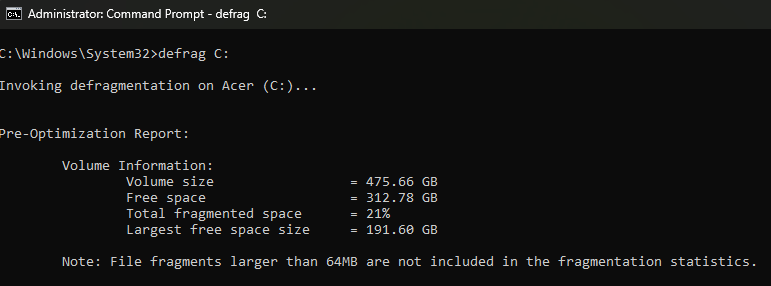 Administrator: Command Prompt - defrag  C:
C:\Windows\System32>defrag C:
Invoking defragmentation on Acer (C:)...
Pre-Optimization Report:
Volume Information:
Volume size = 475.66 GB
Free space = 312.78 GB
Total fragmented space = 21%
Largest free space size = 191.60 GB
Note: File fragments larger than 64MB are not included in the fragmentation statistics.